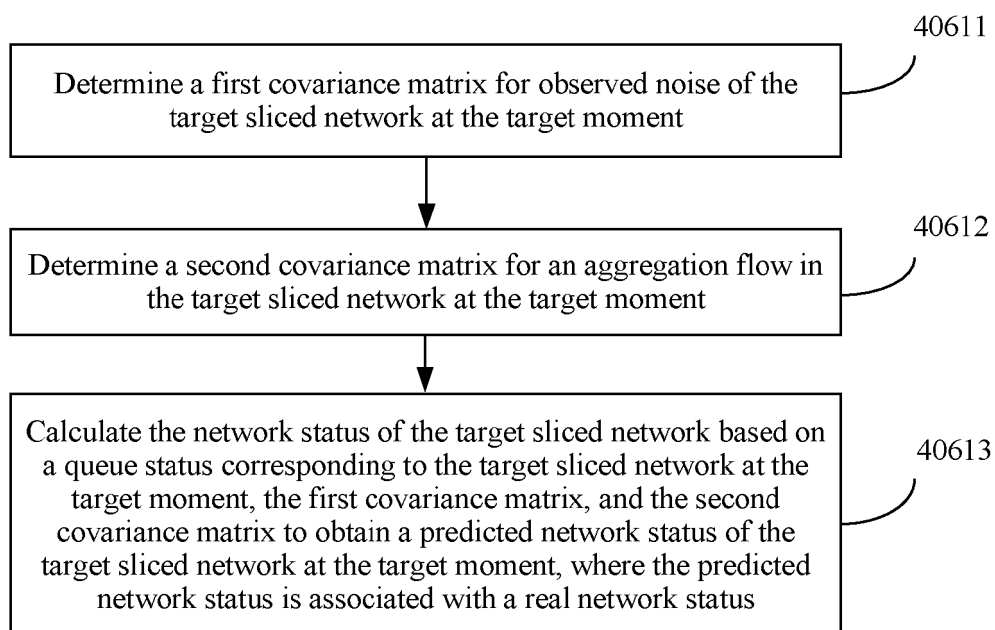 40611
Determine a first covariance matrix for observed noise of the
target sliced network at the target moment
40612
Determine a second covariance matrix for an aggregation flow in
the target sliced network at the target moment
40613
Calculate the network status of the target sliced network based on
a queue status corresponding to the target sliced network at the
target moment, the first covariance matrix, and the second
covariance matrix to obtain a predicted network status of the
target sliced network at the target moment, where the predicted
network status is associated with a real network status